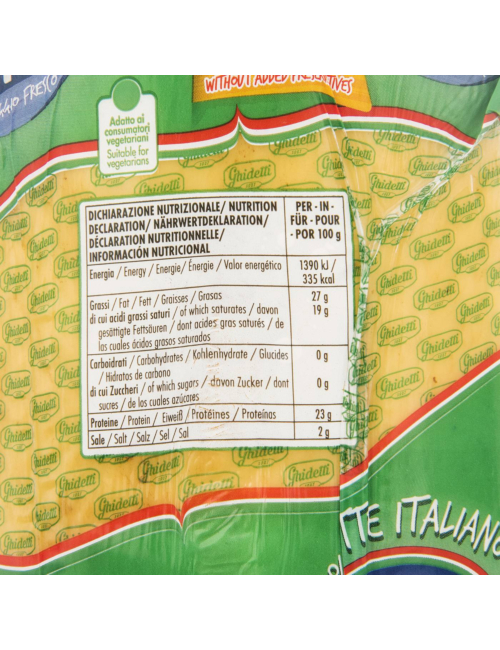 GGIO FRESCO
WITHOUT ADDED PRESERVATIVES
Adatto ai
consumatori
vegetariani
Suitable for
vegetarians
DICHIARAZIONE NUTRIZIONALE/ NUTRITION
DECLARATION/ NÄHRWERTDEKLARATION/
DÉCLARATION NUTRITIONNELLE/
INFORMACIÓN NUTRICIONAL
PER - IN -
FÜR - POUR
- POR 100 g
Energia / Energy / Energie/ Énergie / Valor energético
1390 kJ /
335 kcal
Grassi / Fat / Fett / Graisses / Grasas
27 g
di cui acidi grassi saturi / of which saturates / davon
19 g
gesättigte Fettsäuren / dont acides gras saturés / de
las cuales ácidos grasos saturados
Carboidrati / Carbohydrates / Kohlenhydrate / Glucides
0 g
/ Hidratos de carbono
di cui Zuccheri / of which sugars / davon Zucker / dont
0 g
sucres / de los cuales azúcares
Proteine / Protein / Eiweiß / Protéines / Proteínas
23 g
Sale / Salt / Salz / Sel / Sal
2 g
Ghidetti
TTE ITALIANO